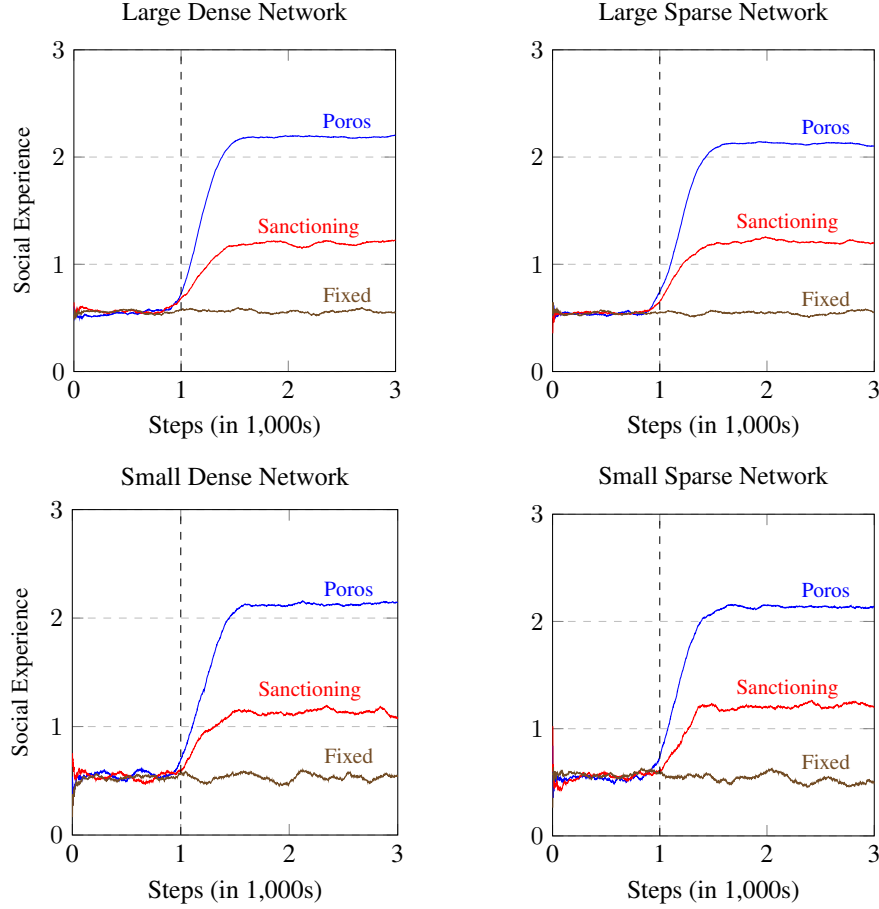 Large Dense Network
3
2
1
0
Social Experience
Poros
Sanctioning
Fixed
0 1 2 3
Steps (in 1,000s)
Large Sparse Network
3
2
1
0
Poros
Sanctioning
Fixed
0 1 2 3
Steps (in 1,000s)
Small Dense Network
3
2
1
0
Social Experience
Poros
Sanctioning
Fixed
0 1 2 3
Steps (in 1,000s)
Small Sparse Network
3
2
1
0
Poros
Sanctioning
Fixed
0 1 2 3
Steps (in 1,000s)